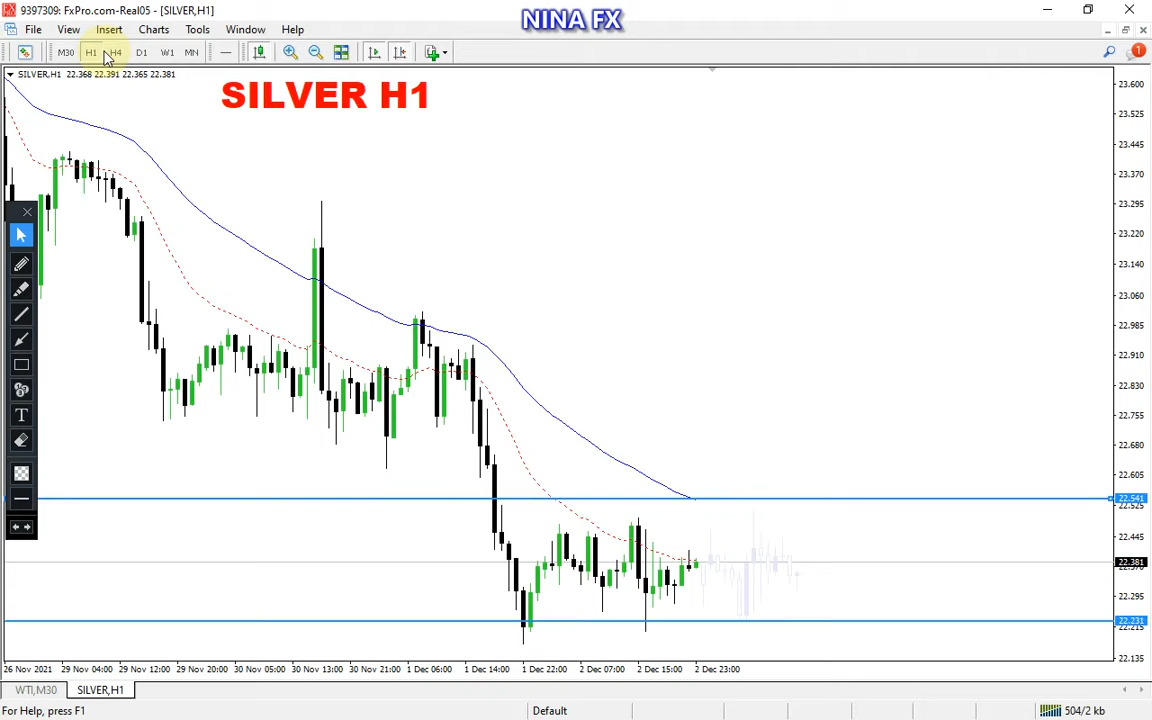 9397309: FxPro.com-Real05 - [SILVER,H1]
NINA FX
File View Insert Charts Tools Window Help
M30 H1 H4 D1 W1 MN
1
SILVER,H1 22.368 22.391 22.365 22.381
SILVER H1
T
23.600
23.525
23.445
23.370
23.295
23.220
23.140
23.060
22.985
22.910
22.830
22.755
22.680
22.605
22.541
22.525
22.445
22.381
22.295
22.231
22.215
22.135
26 Nov 2021 29 Nov 04:00 29 Nov 12:00 29 Nov 20:00 30 Nov 05:00 30 Nov 13:00 30 Nov 21:00 1 Dec 06:00 1 Dec 14:00 1 Dec 22:00 2 Dec 07:00 2 Dec 15:00 2 Dec 23:00
WTI,M30 SILVER,H1
For Help, press F1 Default 504/2 kb